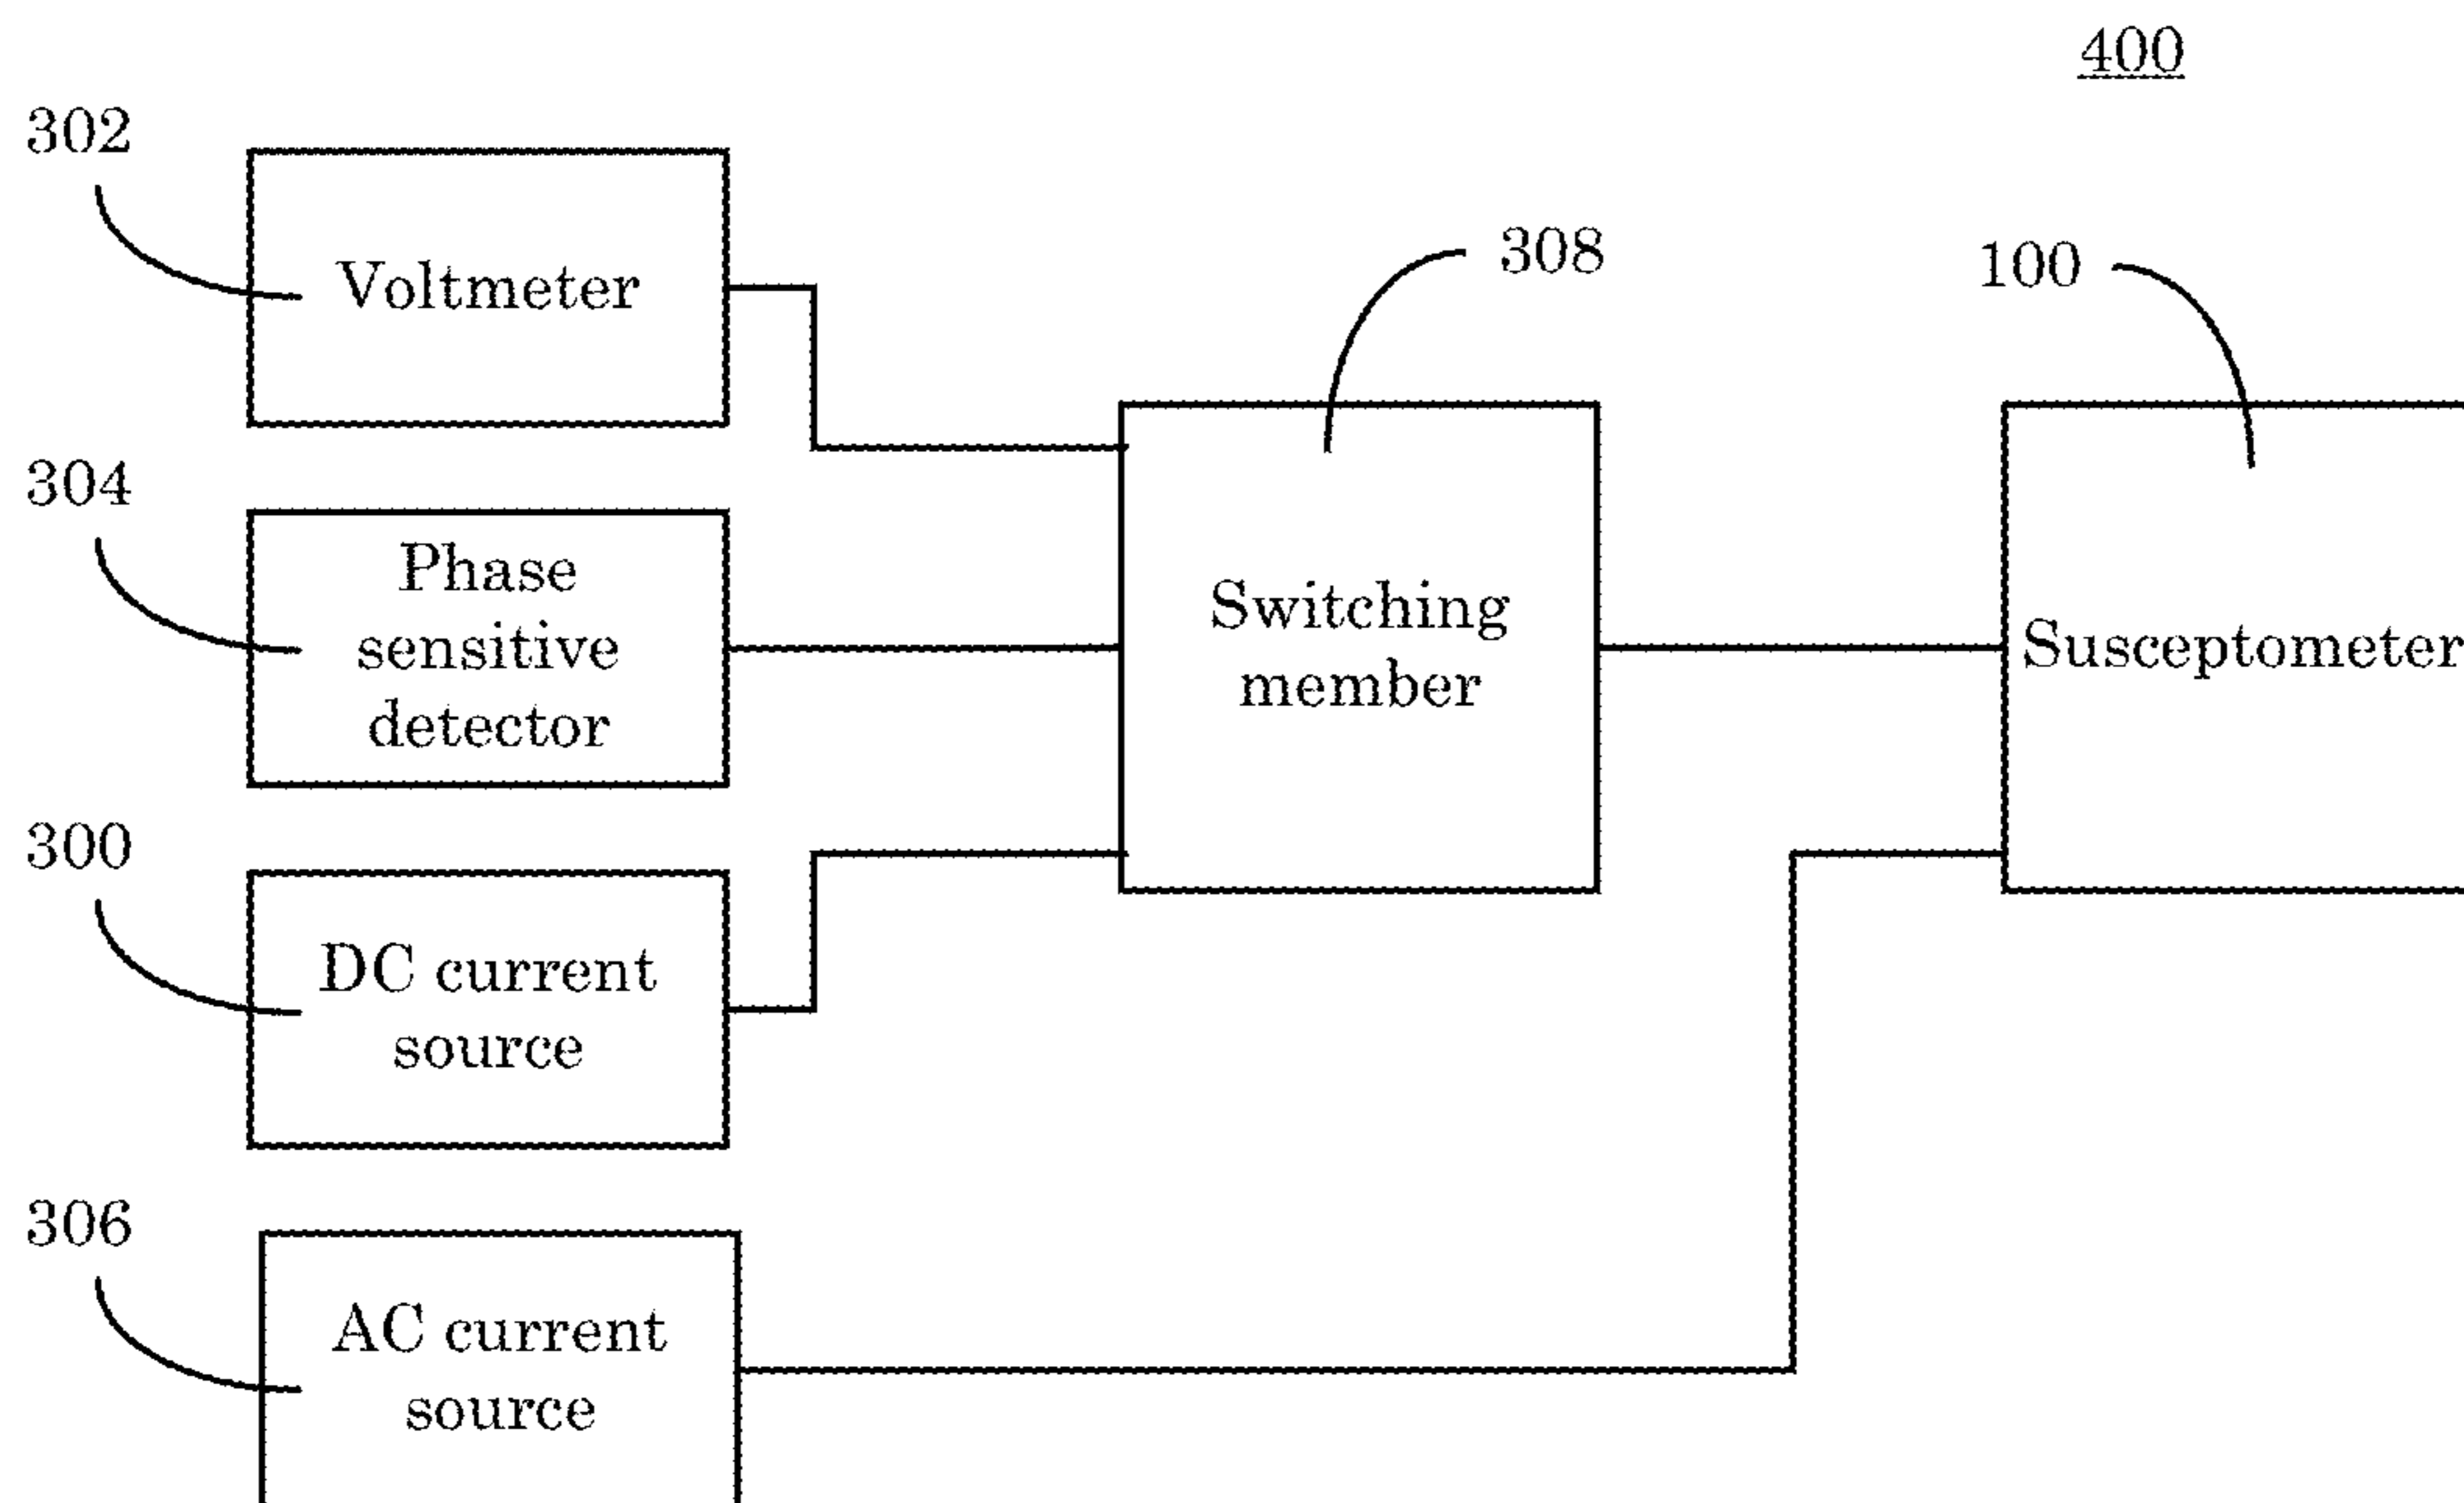 400
302
Voltmeter
308
100
304
Phase
sensitive
detector
Switching
member
Susceptometer
300
DC current
source
306
AC current
source